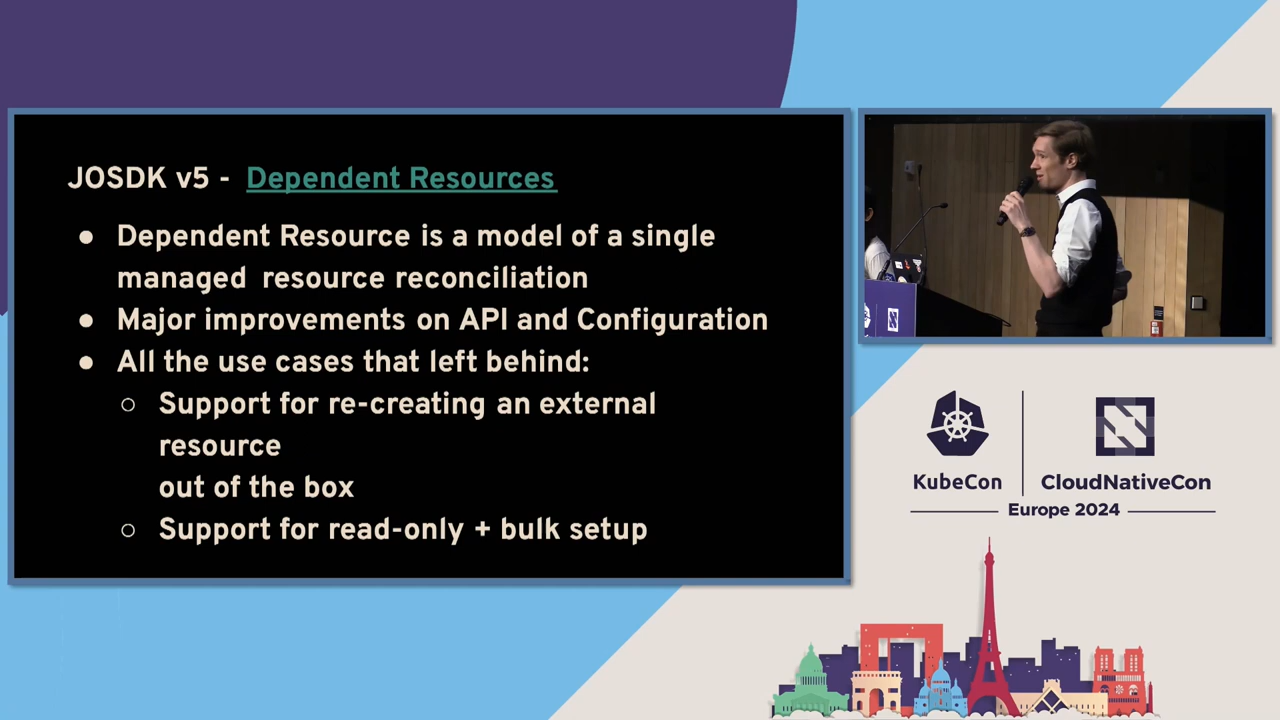 JOSDK v5 - Dependent Resources
● Dependent Resource is a model of a single
managed resource reconciliation
● Major improvements on API and Configuration
● All the use cases that left behind:
○ Support for re-creating an external
resource
out of the box
○ Support for read-only + bulk setup
KubeCon
CloudNativeCon
Europe 2024